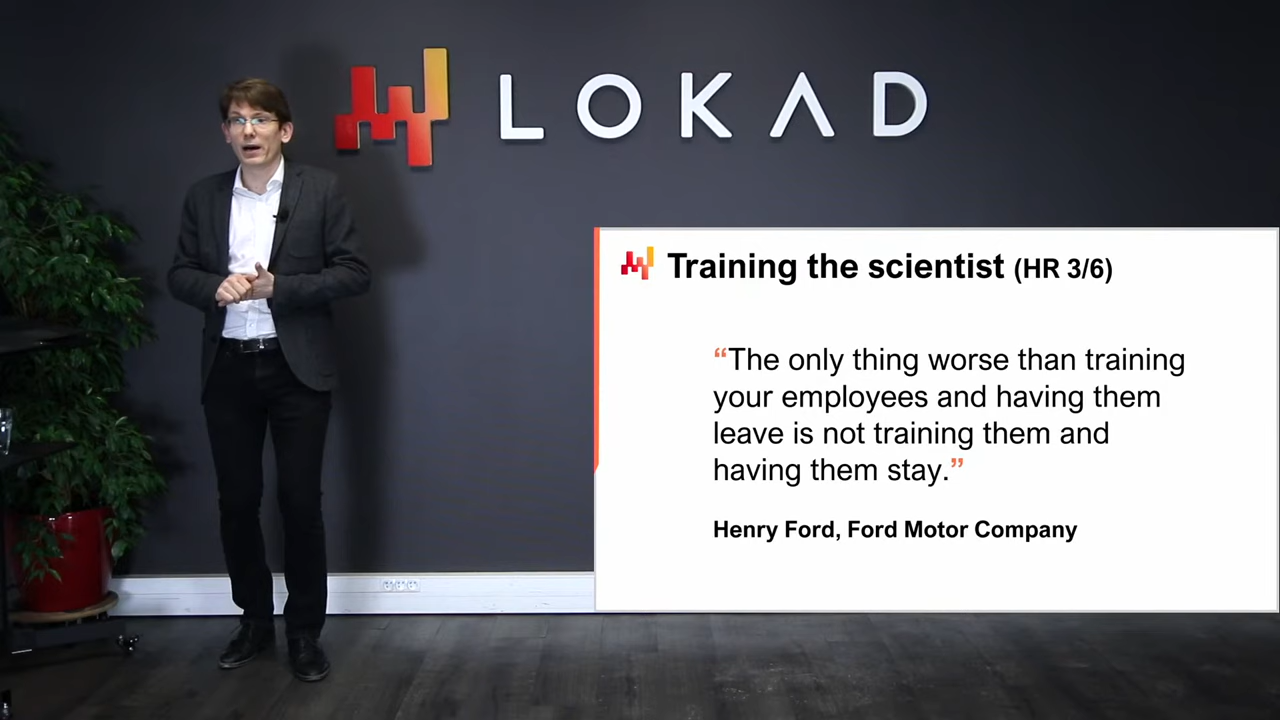 LOKAD
Training the scientist (HR 3/6)
“The only thing worse than training
your employees and having them
leave is not training them and
having them stay.”
Henry Ford, Ford Motor Company